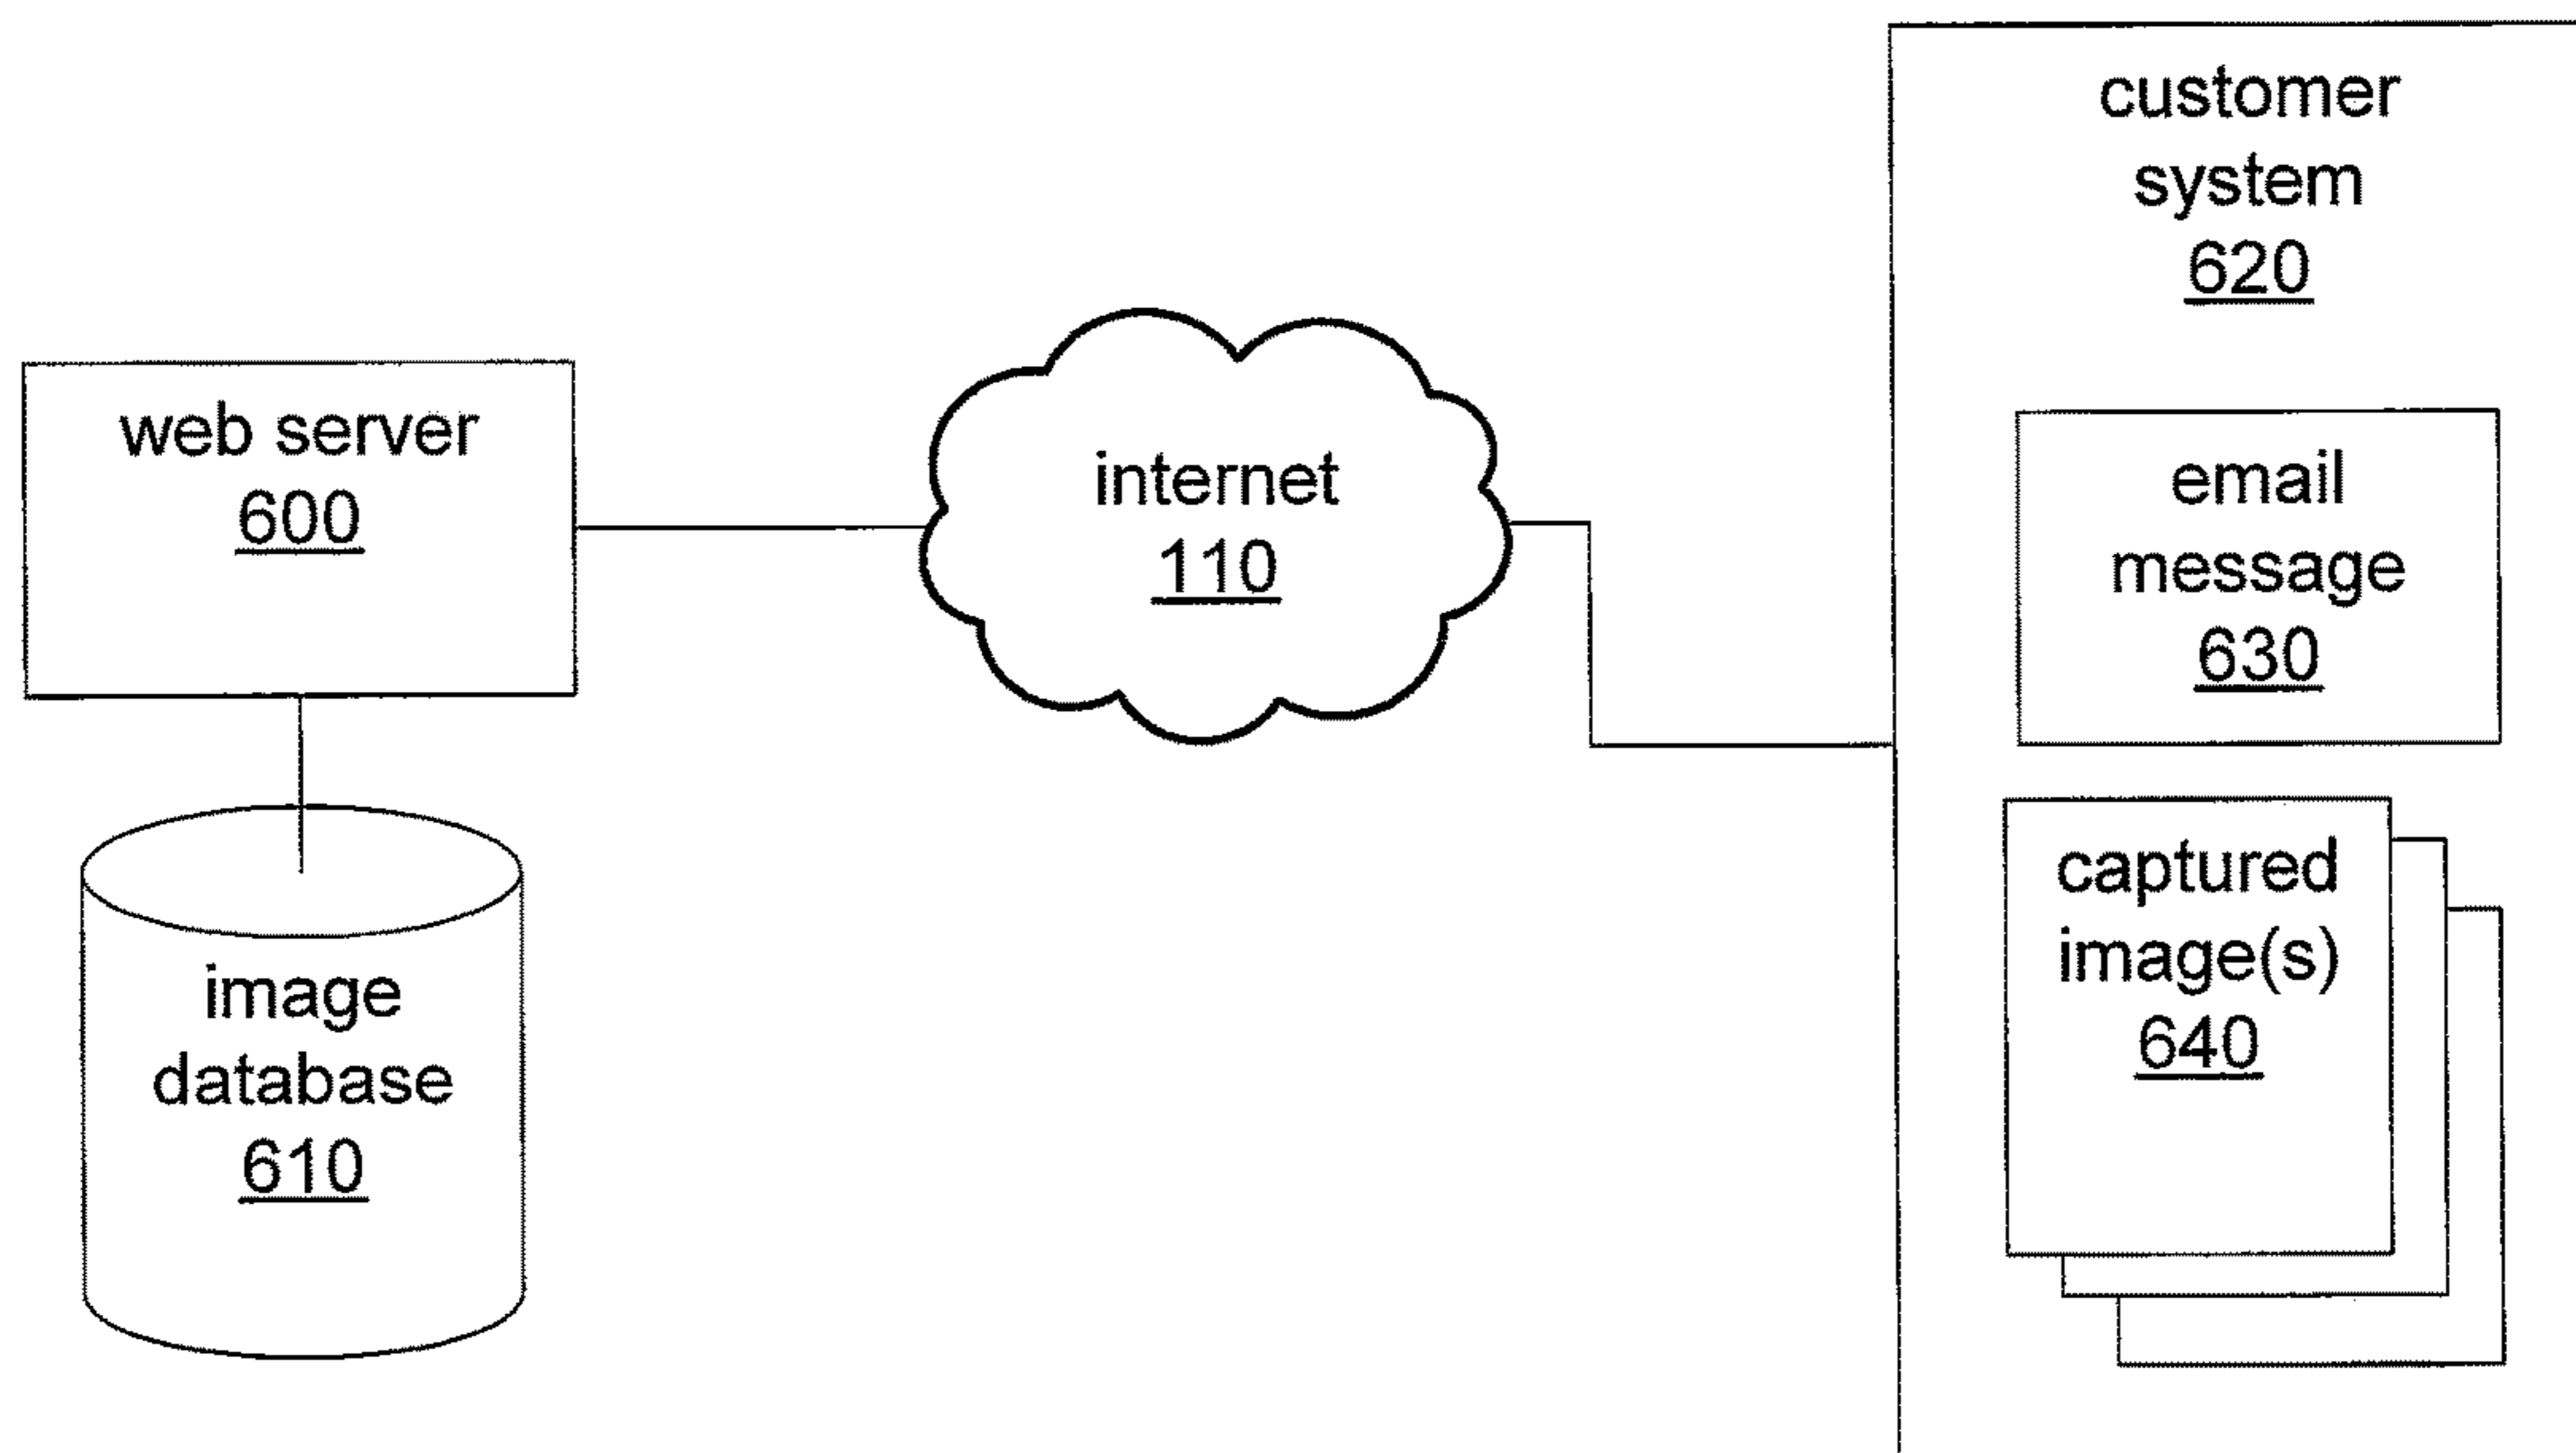 web server
600
image
database
610
internet
110
customer
system
620
email
message
630
captured
image(s)
640